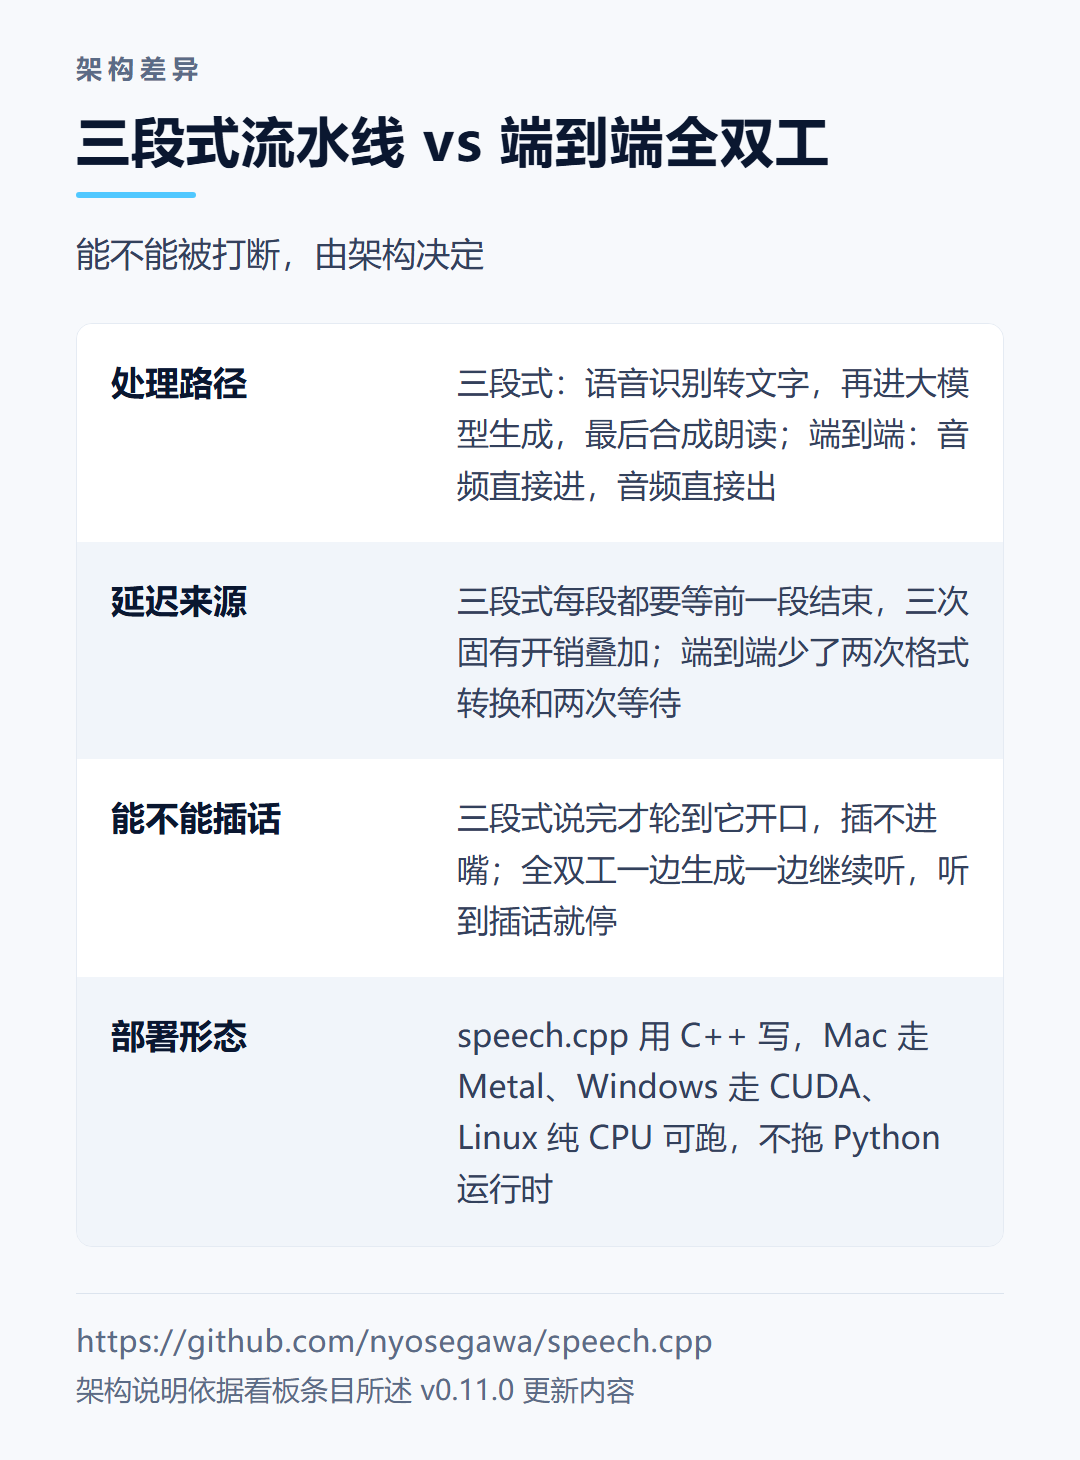 架构差异
三段式流水线 vs 端到端全双工
能不能被打断，由架构决定
处理路径
三段式：语音识别转文字，再进大模
型生成，最后合成朗读；端到端：音
频直接进，音频直接出
延迟来源
三段式每段都要等前一段结束，三次
固有开销叠加；端到端少了两次格式
转换和两次等待
能不能插话
三段式说完才轮到它开口，插不进
嘴；全双工一边生成一边继续听，听
到插话就停
部署形态
speech.cpp 用 C++ 写，Mac 走
Metal、Windows 走 CUDA、
Linux 纯 CPU 可跑，不拖 Python
运行时
https://github.com/nyosegawa/speech.cpp
架构说明依据看板条目所述 v0.11.0 更新内容